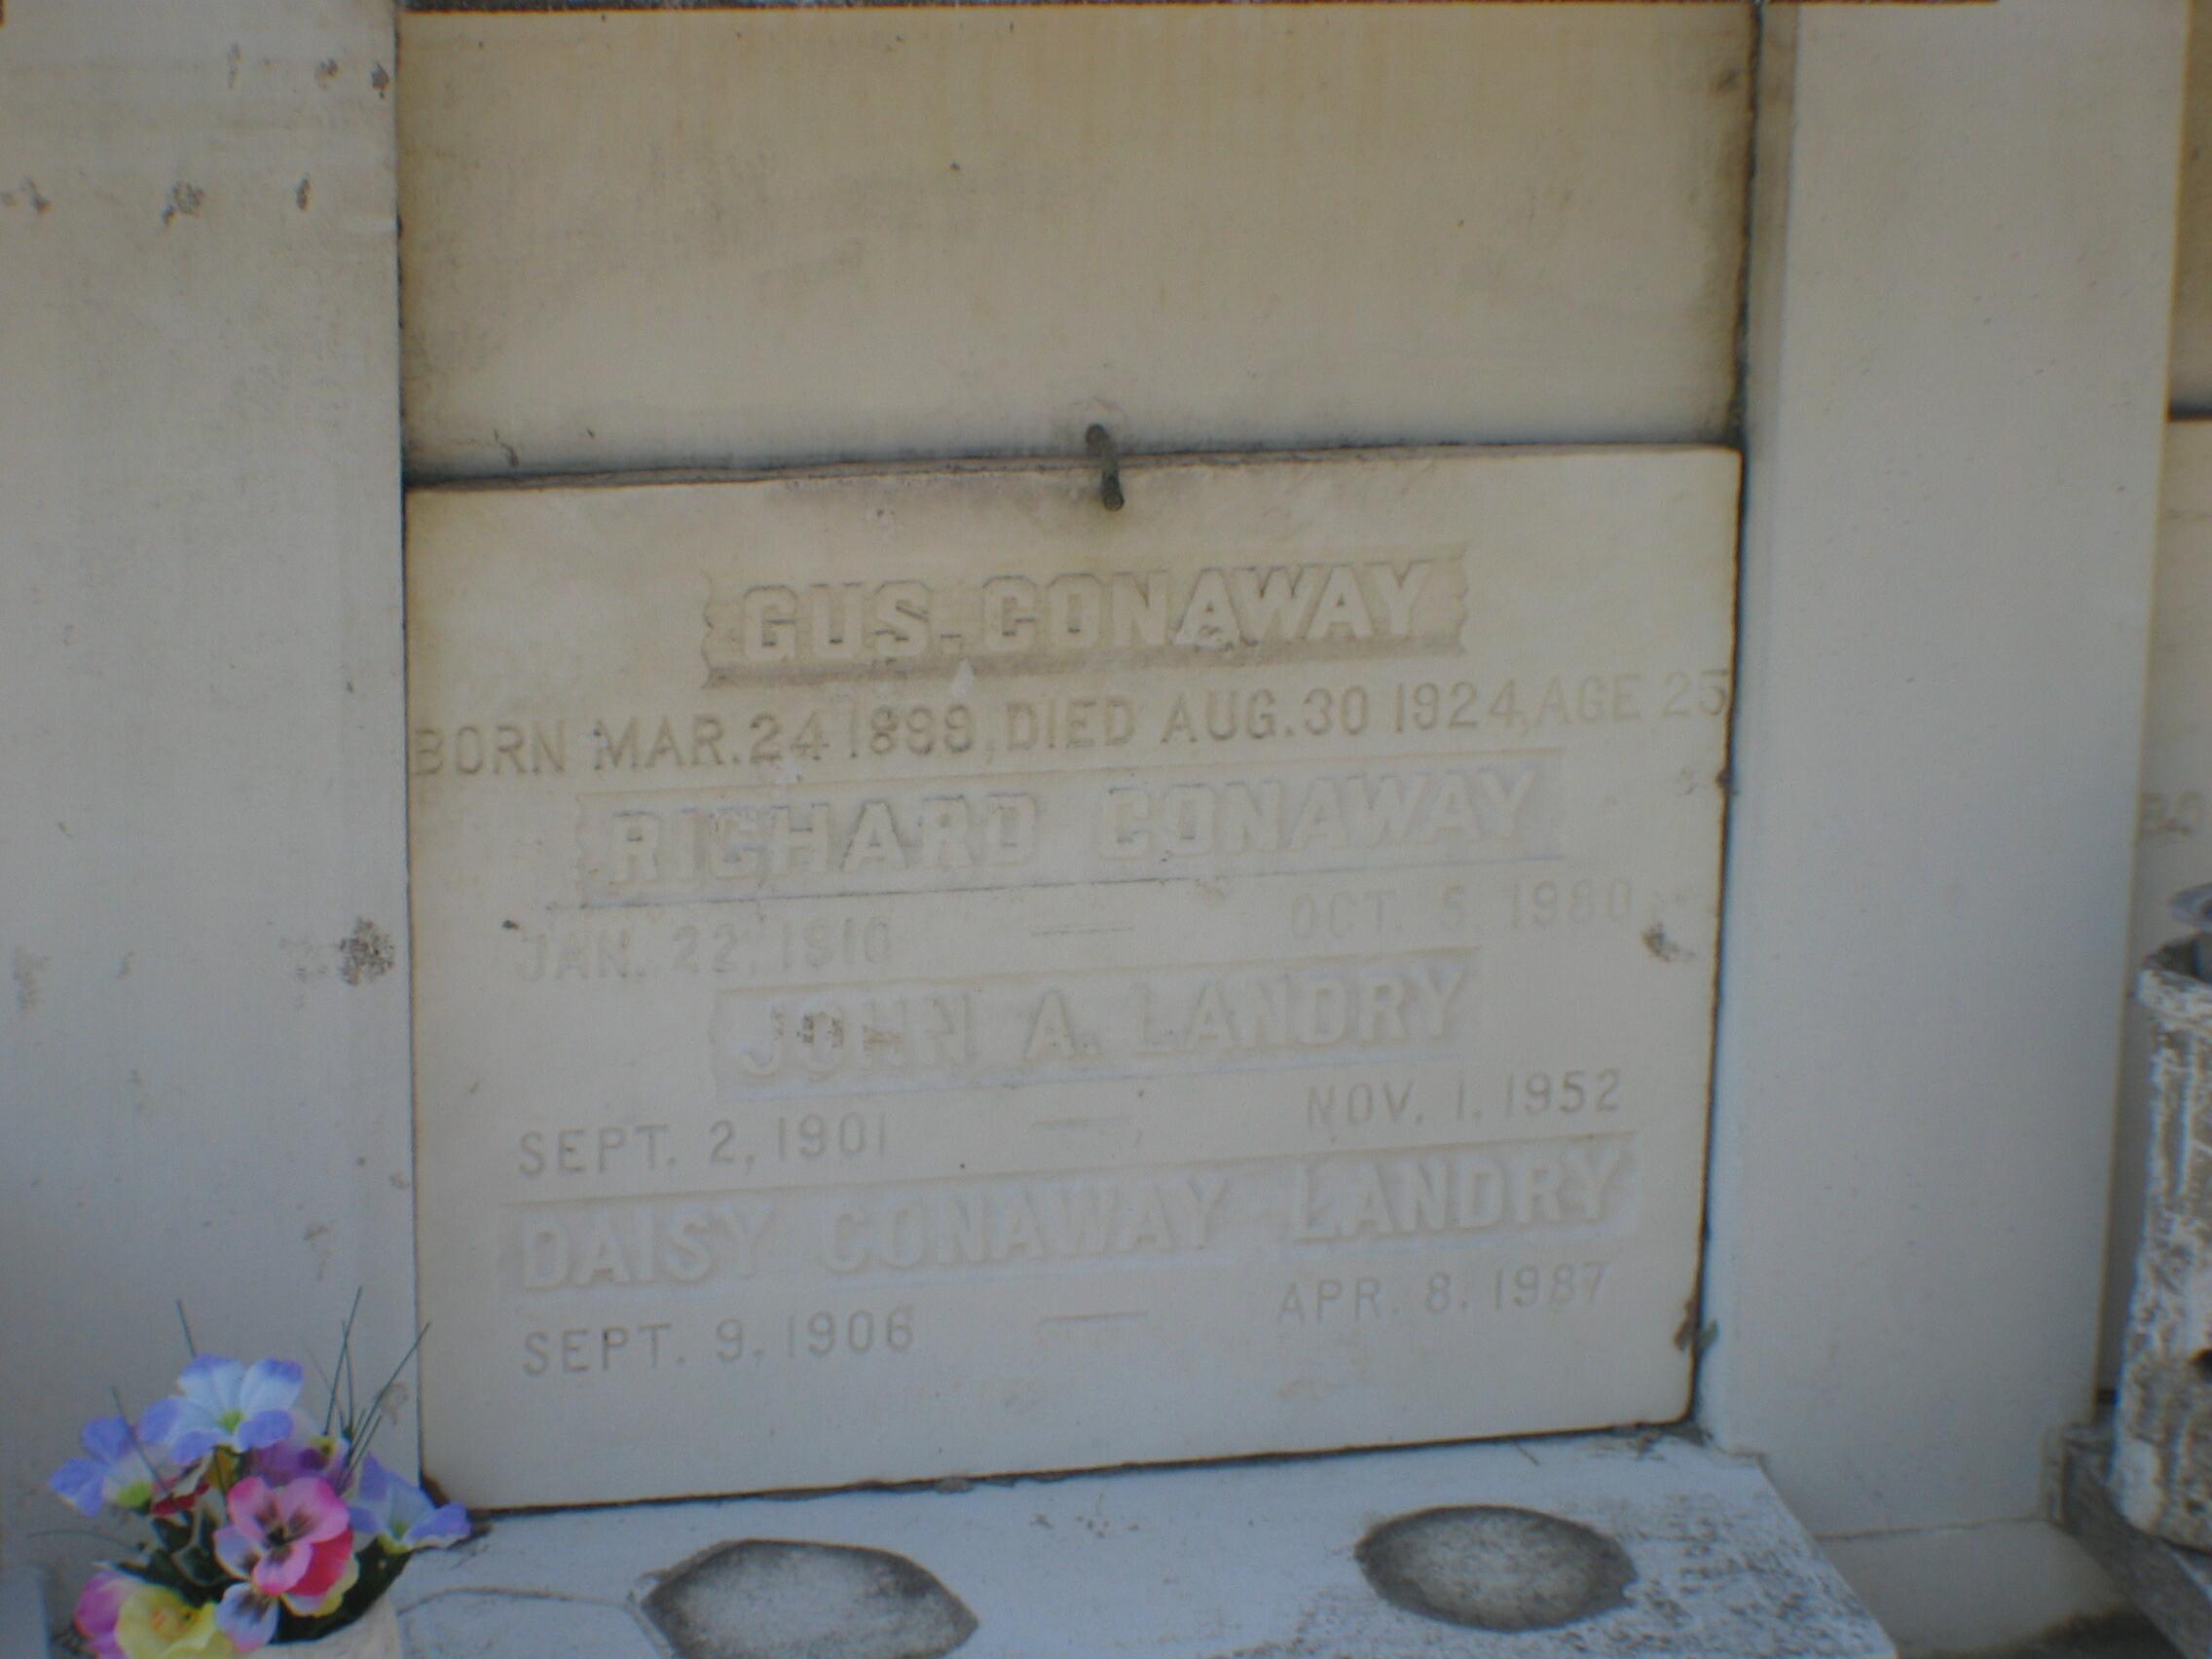 GUS. CONAWAY
BORN MAR. 24 1899, DIED AUG. 30 1924, AGE 25
RICHARD CONAWAY
JAN. 22, 1910 — OCT. 5, 1980
JOHN A. LANDRY
SEPT. 2, 1901 — NOV. 1, 1952
DAISY CONAWAY LANDRY
SEPT. 9, 1906 — APR. 8, 1987